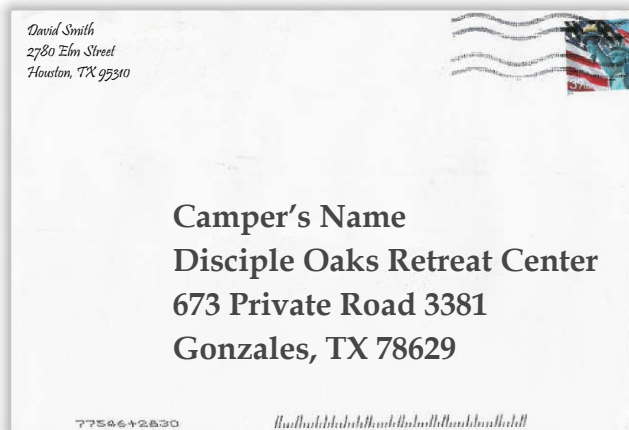 David Smith
2780 Elm Street
Houston, TX 95310
Camper’s Name
Disciple Oaks Retreat Center
673 Private Road 3381
Gonzales, TX 78629
77546+2830